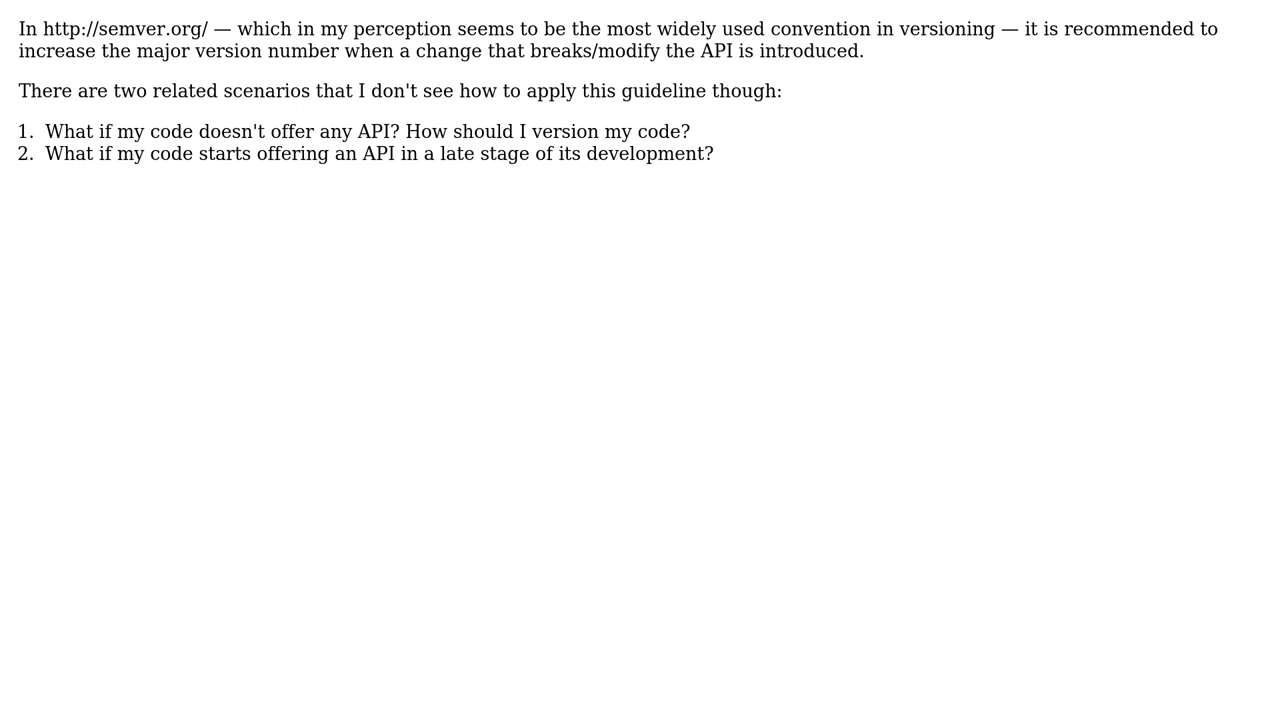 In http://semver.org/ — which in my perception seems to be the most widely used convention in versioning — it is recommended to
increase the major version number when a change that breaks/modify the API is introduced.
There are two related scenarios that I don't see how to apply this guideline though:
1. What if my code doesn't offer any API? How should I version my code?
2. What if my code starts offering an API in a late stage of its development?